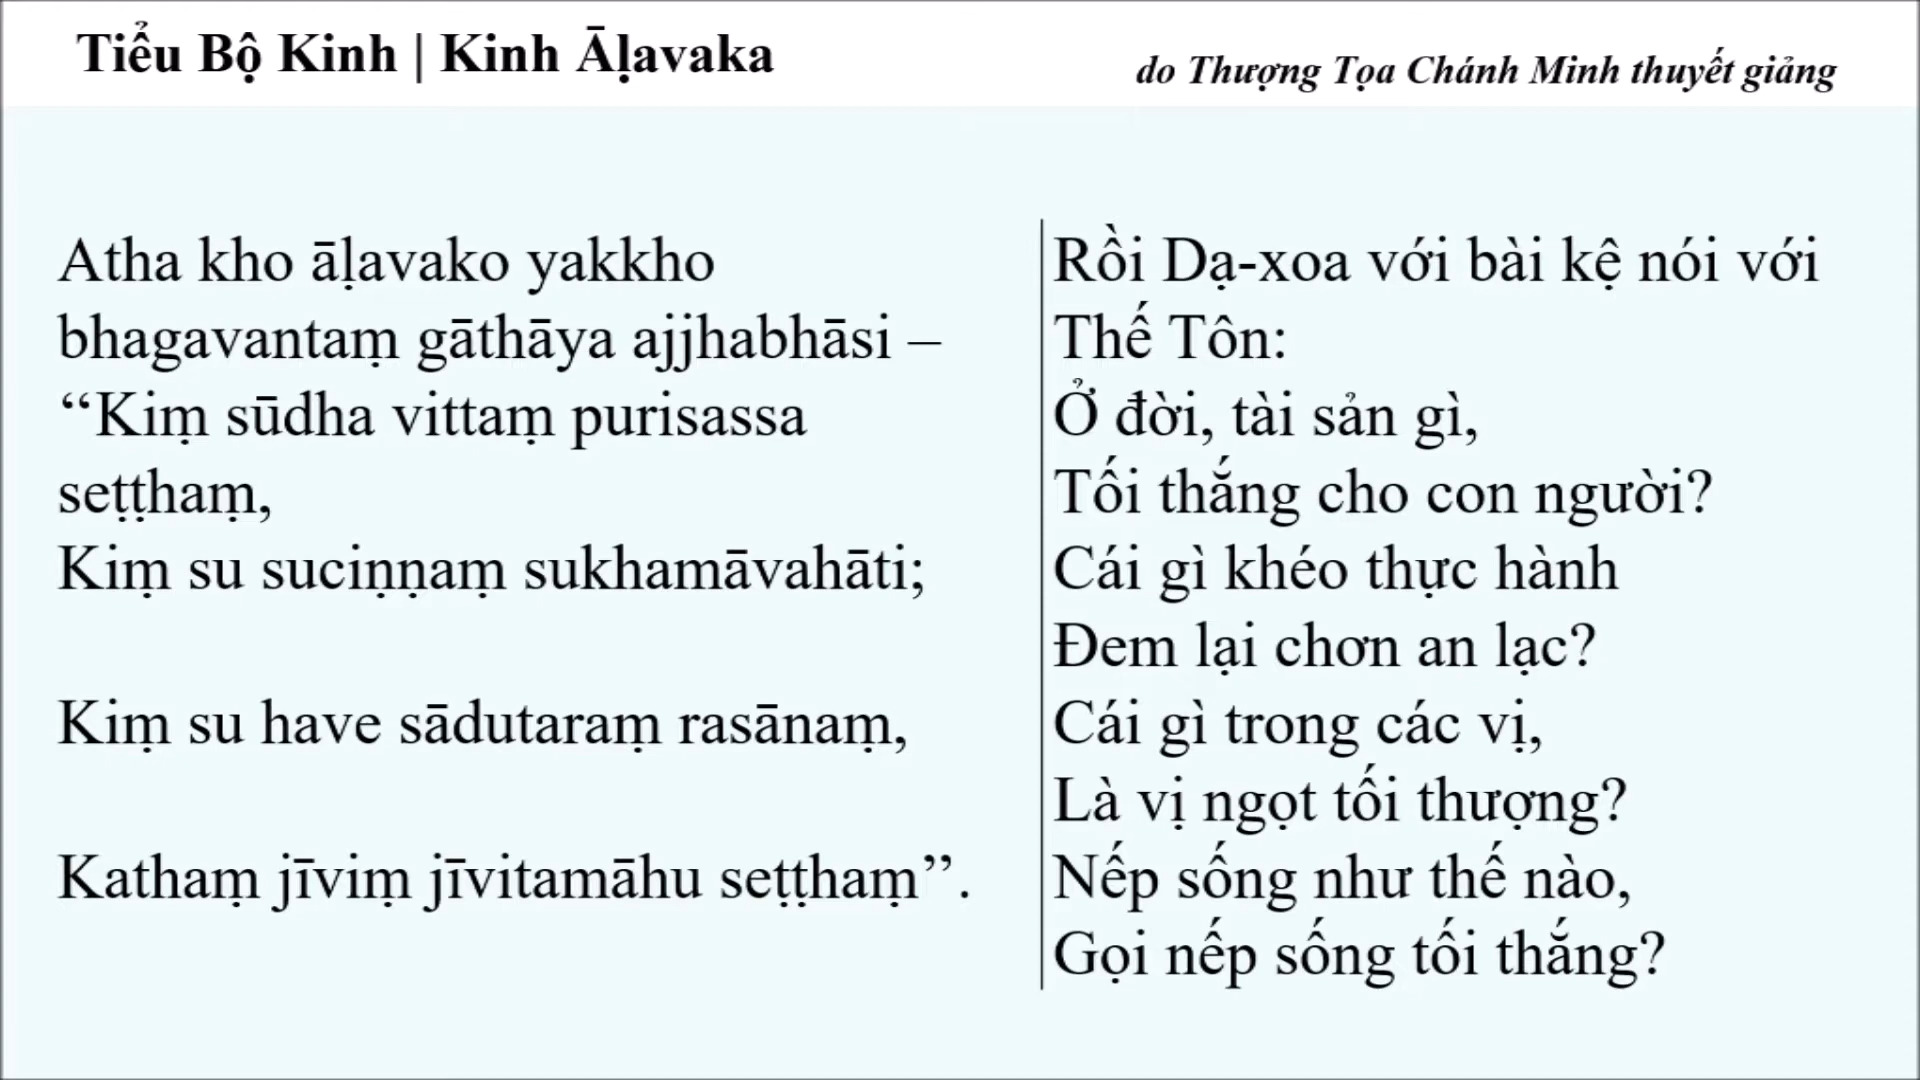 Tiểu Bộ Kinh | Kinh Āḷavaka
do Thượng Tọa Chánh Minh thuyết giảng
Atha kho āḷavako yakkho
bhagavantaṃ gāthāya ajjhabhāsi –
‘‘Kiṃ sūdha vittaṃ purisassa
seṭṭhaṃ,
Kiṃ su suciṇṇaṃ sukhamāvahāti;
Kiṃ su have sādutaraṃ rasānaṃ,
Kathaṃ jīviṃ jīvitamāhu seṭṭhaṃ’’.
Rồi Dạ-xoa với bài kệ nói với
Thế Tôn:
Ở đời, tài sản gì,
Tối thắng cho con người?
Cái gì khéo thực hành
Đem lại chơn an lạc?
Cái gì trong các vị,
Là vị ngọt tối thượng?
Nếp sống như thế nào,
Gọi nếp sống tối thắng?